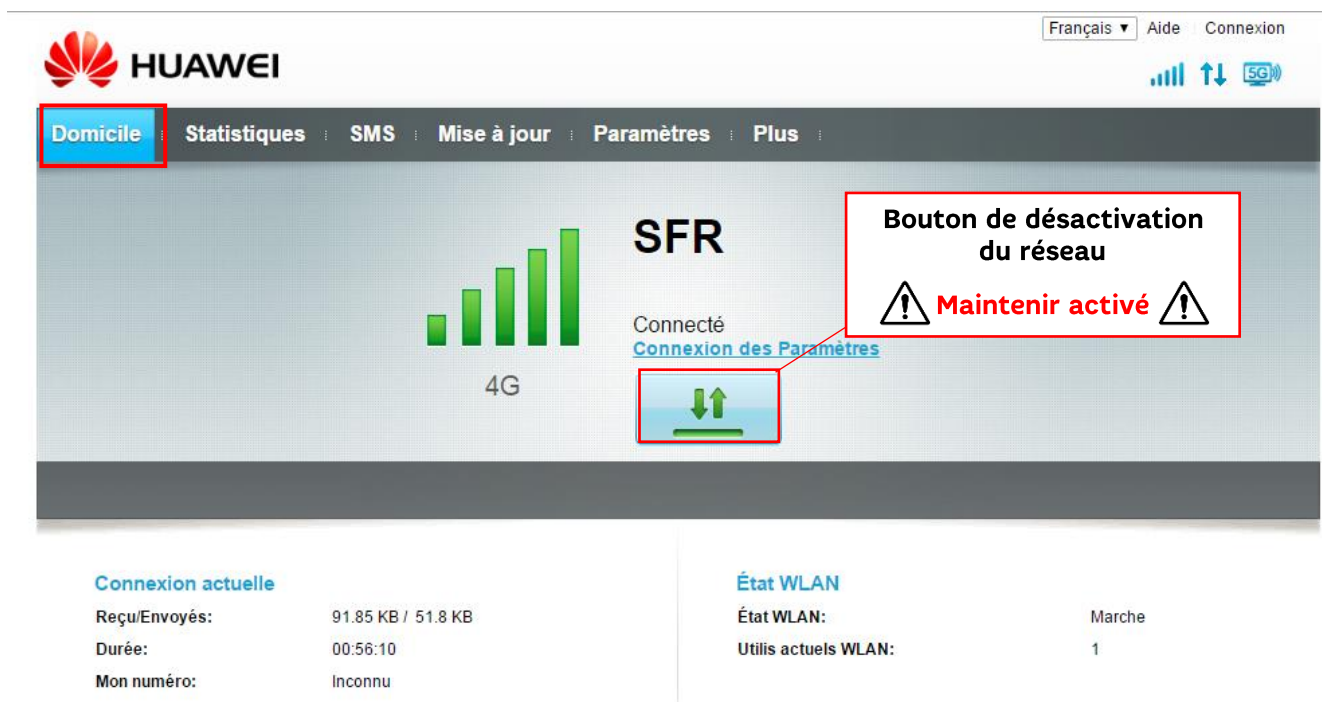 Français ▼ Aide Connexion
HUAWEI
5G
Domicile Statistiques SMS Mise à jour Paramètres Plus
SFR
Bouton de désactivation
du réseau
Maintenir activé
Connecté
Connexion des Paramètres
4G
Connexion actuelle
Reçu/Envoyés: 91.85 KB / 51.8 KB
Durée: 00:56:10
Mon numéro: Inconnu
État WLAN
État WLAN: Marche
Utilis actuels WLAN: 1